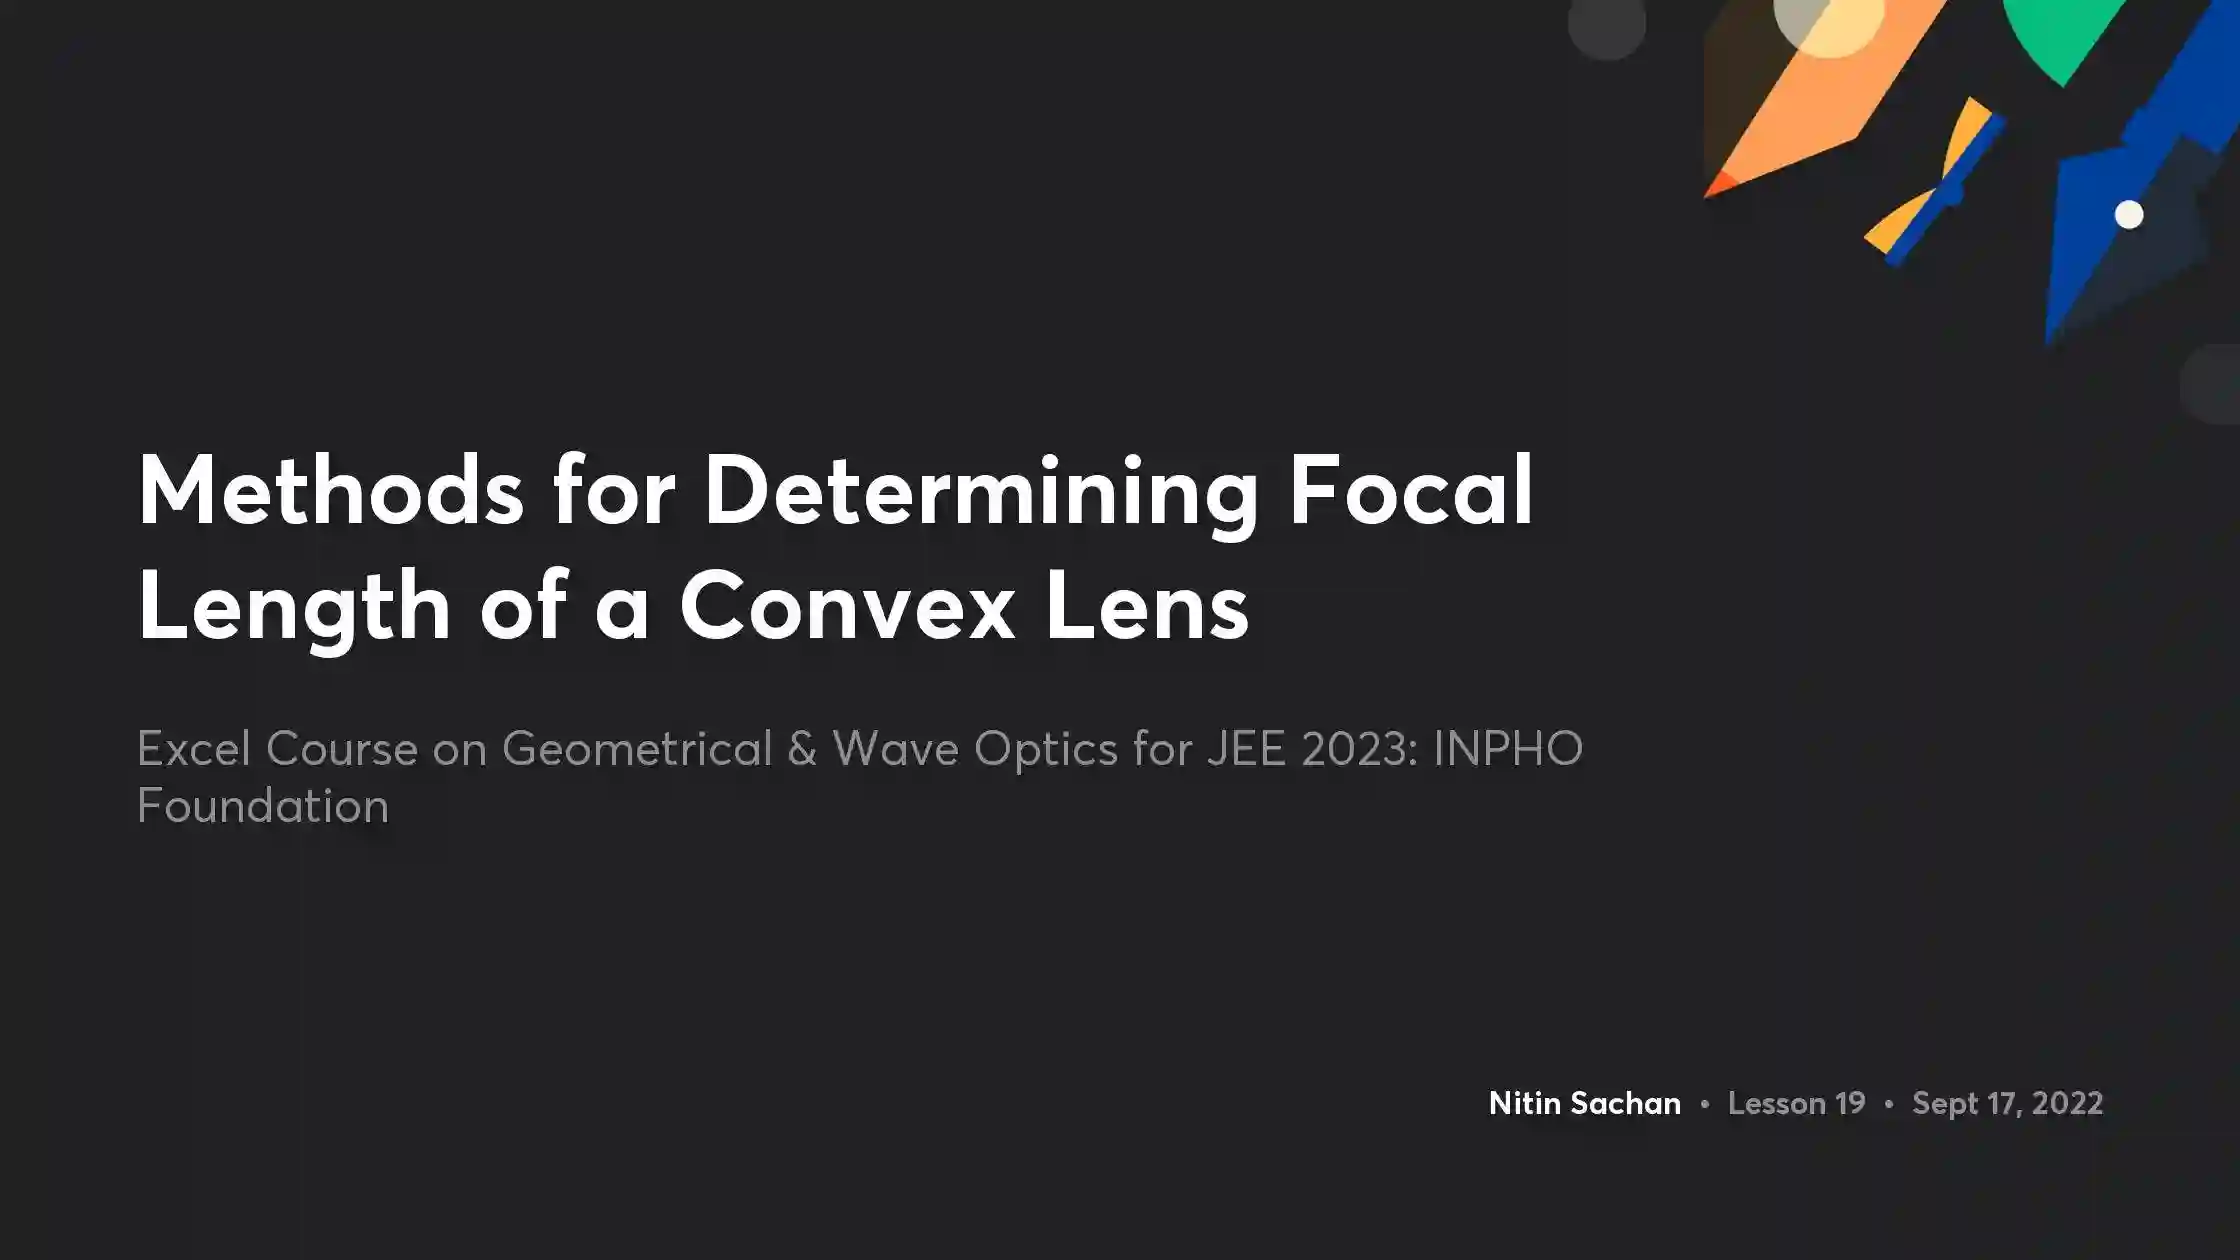 Methods for Determining Focal
Length of a Convex Lens
Excel Course on Geometrical & Wave Optics for JEE 2023: INPHO
Foundation
Nitin Sachan • Lesson 19 • Sept 17, 2022